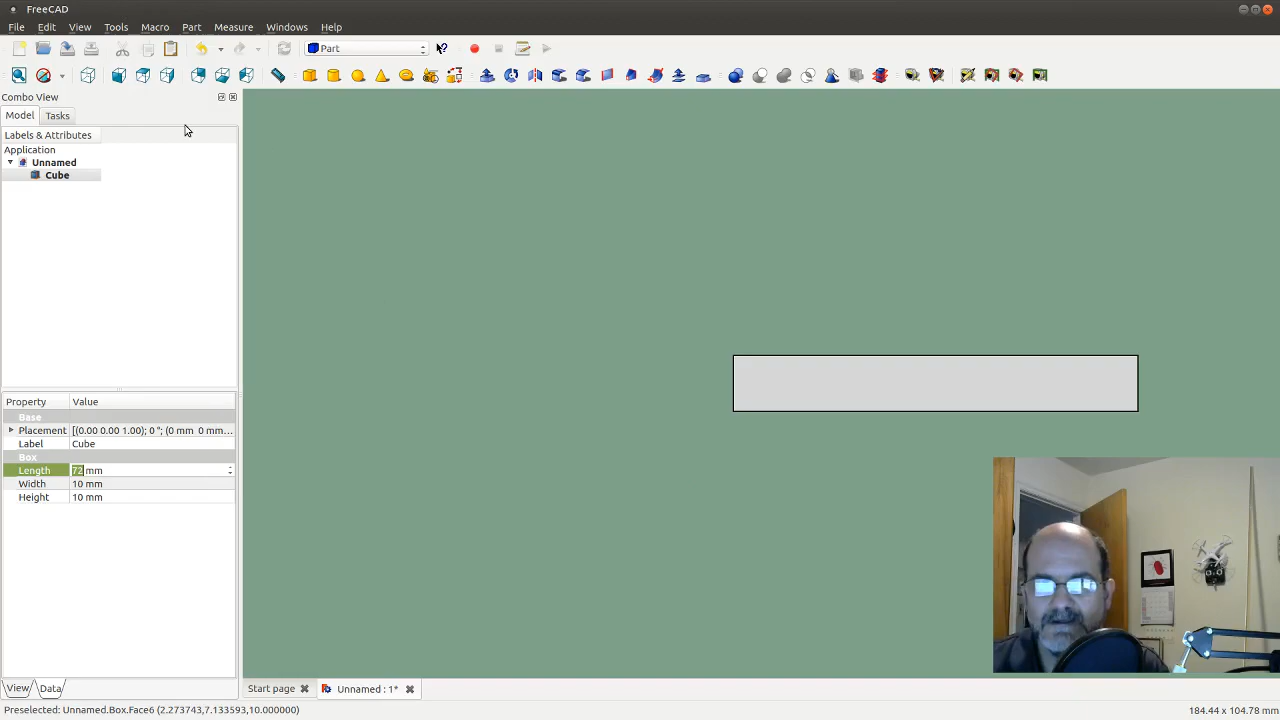 FreeCAD
File Edit View Tools Macro Part Measure Windows Help
Part
Combo View
Model Tasks
Labels & Attributes
Application
Unnamed
Cube
Property Value
Base
Placement [(0.00 0.00 1.00); 0 °; (0 mm 0 mm...
Label Cube
Box
Length 72 mm
Width 10 mm
Height 10 mm
View Data
Start page Unnamed : 1*
Preselected: Unnamed.Box.Face6 (2.273743,7.133593,10.000000) 184.44 x 104.78 mm